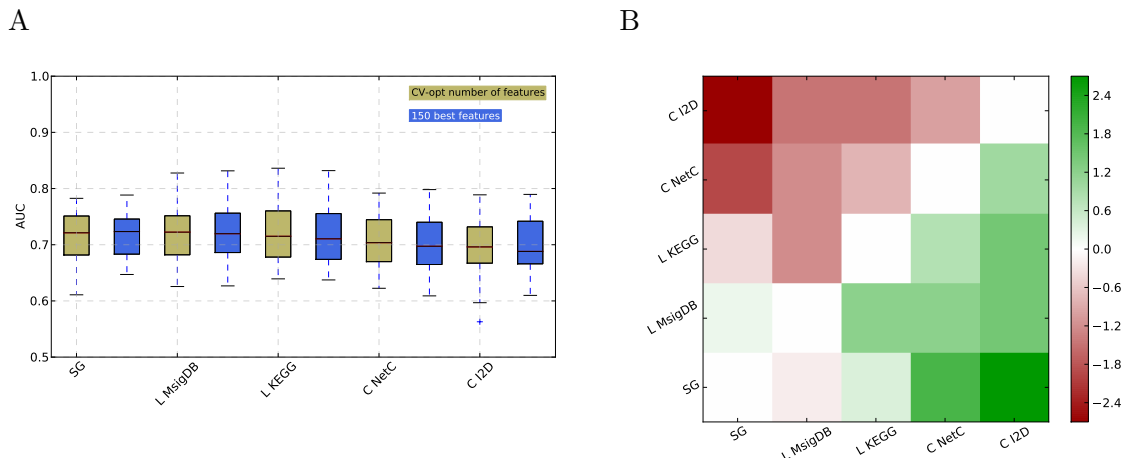 A
B
1.0
0.9
0.8
0.7
0.6
0.5
AUC
CV-opt number of features
150 best features
SG
L MsigDB
L KEGG
C NetC
C I2D
C I2D
C NetC
L KEGG
L MsigDB
SG
SG
L MsigDB
L KEGG
C NetC
C I2D
2.4
1.8
1.2
0.6
0.0
−0.6
−1.2
−1.8
−2.4